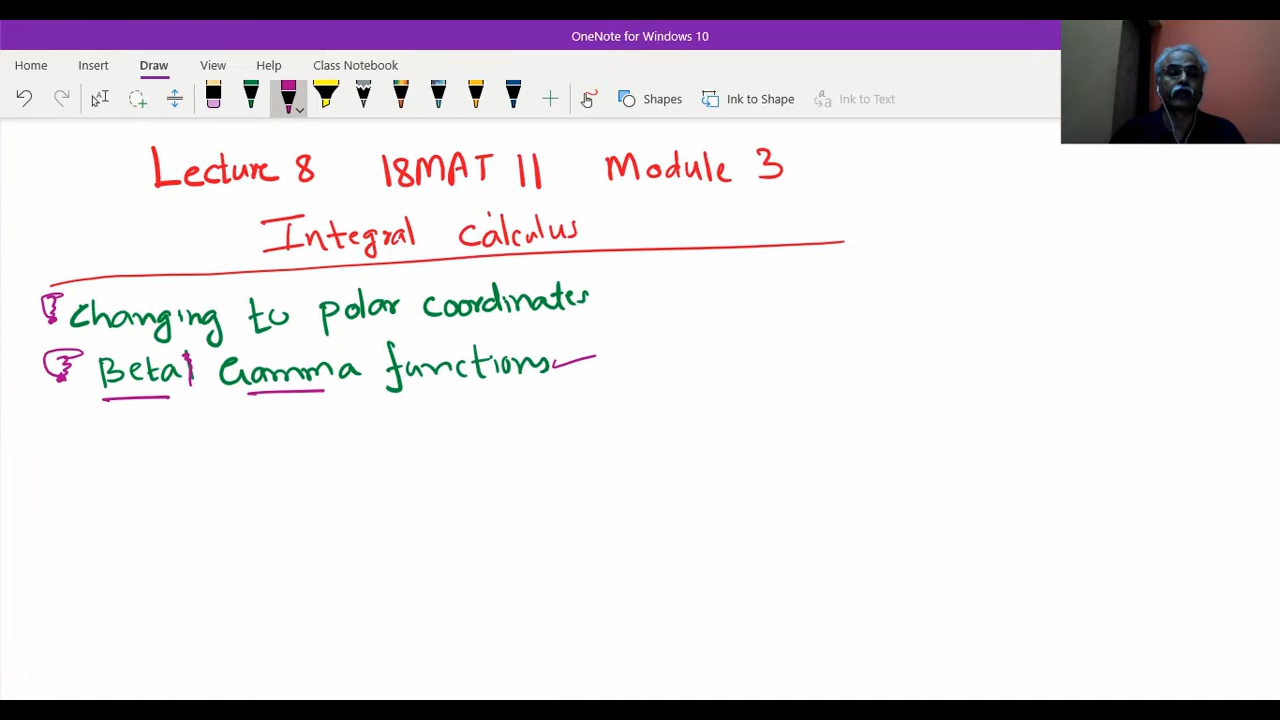 OneNote for Windows 10
Home Insert Draw View Help Class Notebook
Shapes Ink to Shape Ink to Text
Lecture 8 18MAT 11 Module 3
Integral calculus
Changing to polar coordinates
Beta Gamma functions